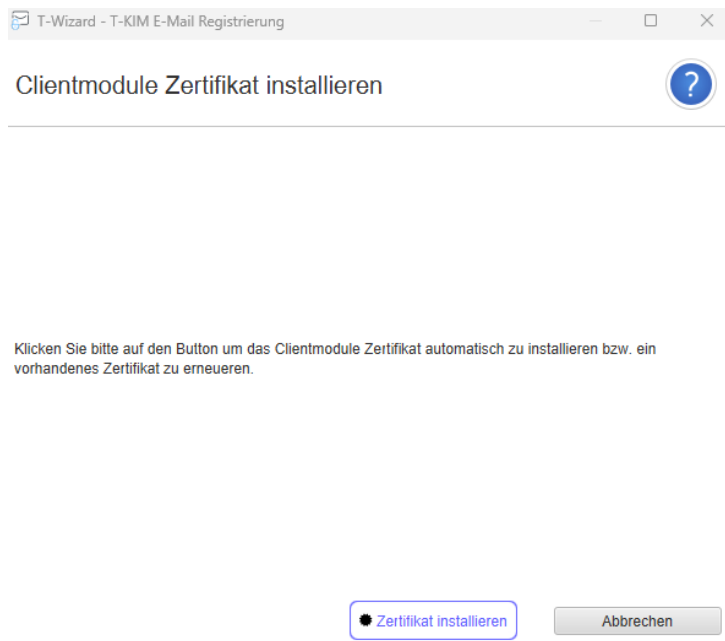 T-Wizard - T-KIM E-Mail Registrierung
Clientmodule Zertifikat installieren
?
Klicken Sie bitte auf den Button um das Clientmodule Zertifikat automatisch zu installieren bzw. ein
vorhandenes Zertifikat zu erneueren.
Zertifikat installieren
Abbrechen